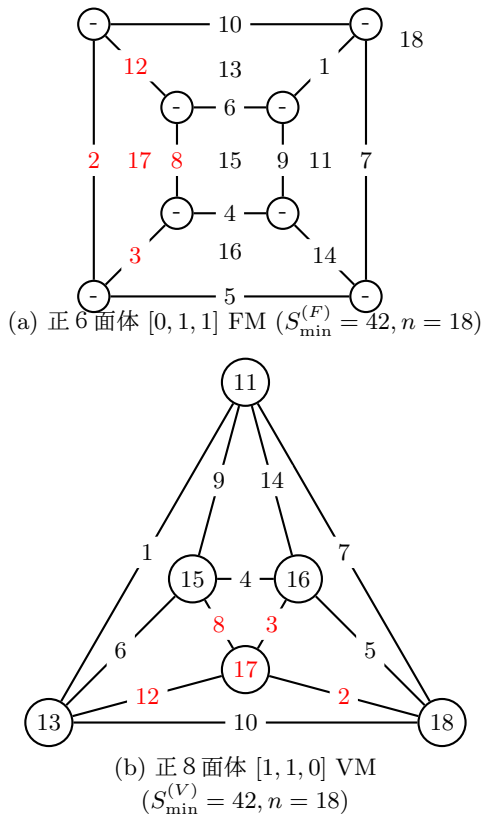 10
18
12 13 1
- 6 -
2 17 8 15 9 11 7
- 4 -
3 16 14
- 5 -
(a) 正６面体 [0, 1, 1] FM (S_min^(F) = 42, n = 18)
11
9 14
1 7
15 4 16
8 3
6 5
17
12 2
13 10 18
(b) 正８面体 [1, 1, 0] VM
(S_min^(V) = 42, n = 18)